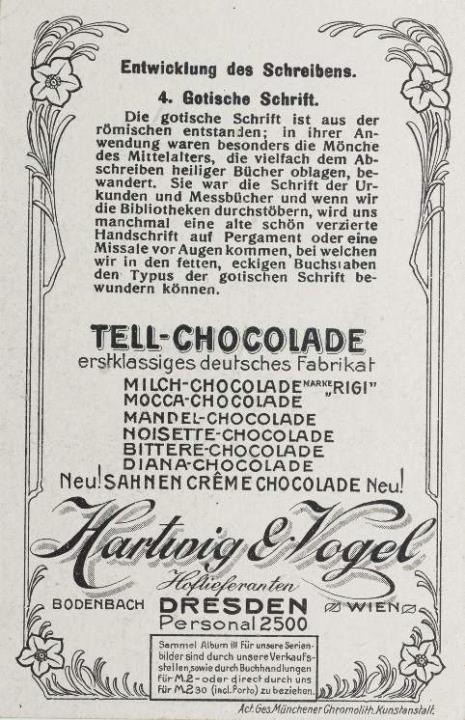 Entwicklung des Schreibens.
4. Gotische Schrift.
Die gotische Schrift ist aus der
römischen entstanden; in ihrer An-
wendung waren besonders die Mönche
des Mittelalters, die vielfach dem Ab-
schreiben heiliger Bücher oblagen, be-
wandert. Sie war die Schrift der Ur-
kunden und Messbücher und wenn wir
die Bibliotheken durchstöbern, wird uns
manchmal eine alte schön verzierte
Handschrift auf Pergament oder eine
Missale vor Augen kommen, bei welchen
wir in den fetten, eckigen Buchstaben
den Typus der gotischen Schrift be-
wundern können.
TELL-CHOCOLADE
erstklassiges deutsches Fabrikat
MILCH-CHOCOLADE MARKE „RIGI”
MOCCA-CHOCOLADE
MANDEL-CHOCOLADE
NOISETTE-CHOCOLADE
BITTERE-CHOCOLADE
DIANA-CHOCOLADE
Neu! SAHNEN CRÊME CHOCOLADE Neu!
Hartwig & Vogel
Hoflieferanten
BODENBACH DRESDEN WIEN
Personal 2500
Sammel Album III für unsere Serien-
bilder sind durch unsere Verkaufs-
stellen, sowie durch Buchhandlungen
für M.2- oder direct durch uns
für M.2 30 (incl. Porto) zu beziehen.
Act. Ges. Münchener Chromolith. Kunstanstalt.